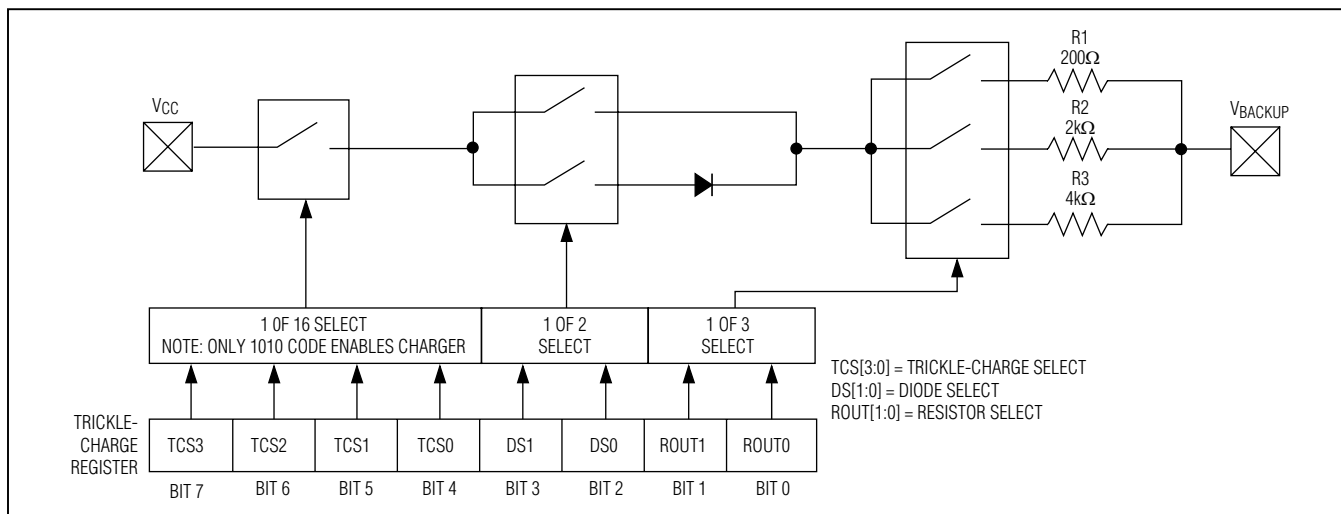 R1
200Ω
VCC
R2
2kΩ
VBACKUP
R3
4kΩ
1 0F 16 SELECT
NOTE: ONLY 1010 CODE ENABLES CHARGER
1 OF 2
SELECT
1 OF 3
SELECT
TCS[3:0] = TRICKLE-CHARGE SELECT
DS[1:0] = DIODE SELECT
ROUT[1:0] = RESISTOR SELECT
TRICKLE-
CHARGE
REGISTER
TCS3
TCS2
TCS1
TCS0
DS1
DS0
ROUT1
ROUT0
BIT 7
BIT 6
BIT 5
BIT 4
BIT 3
BIT 2
BIT 1
BIT 0